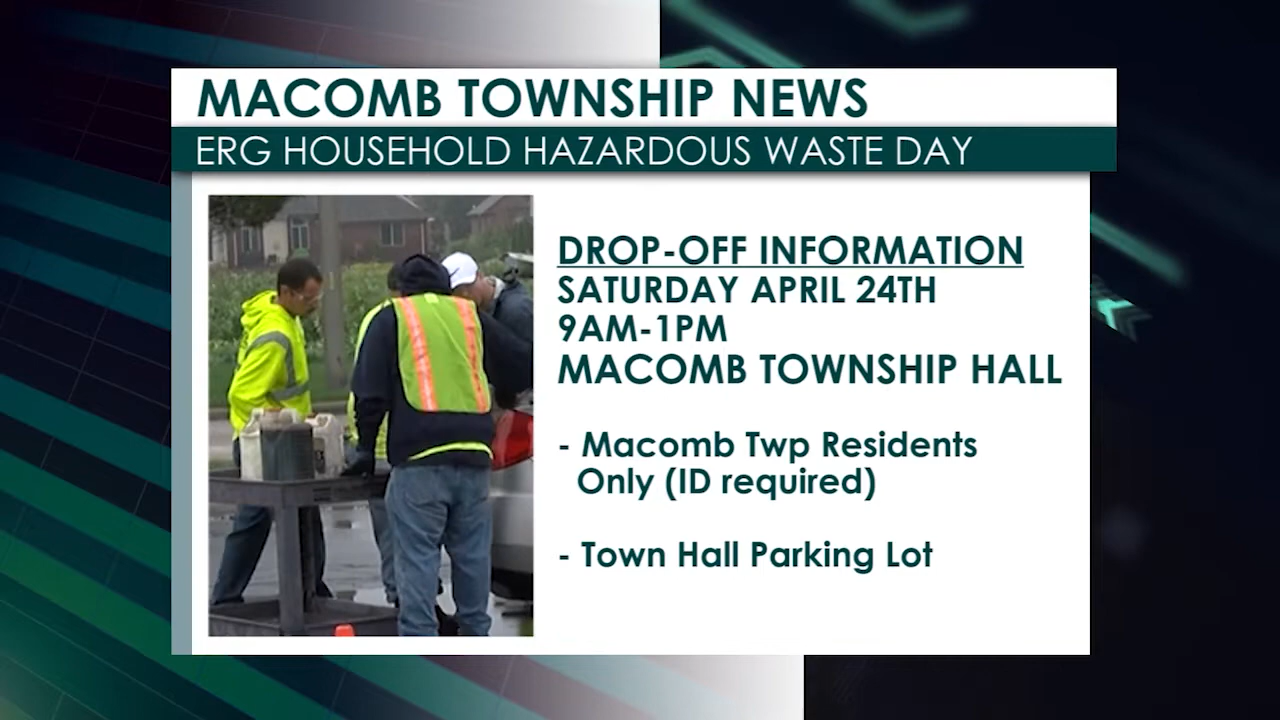 MACOMB TOWNSHIP NEWS
ERG HOUSEHOLD HAZARDOUS WASTE DAY
DROP-OFF INFORMATION
SATURDAY APRIL 24TH
9AM-1PM
MACOMB TOWNSHIP HALL
- Macomb Twp Residents
Only (ID required)
- Town Hall Parking Lot